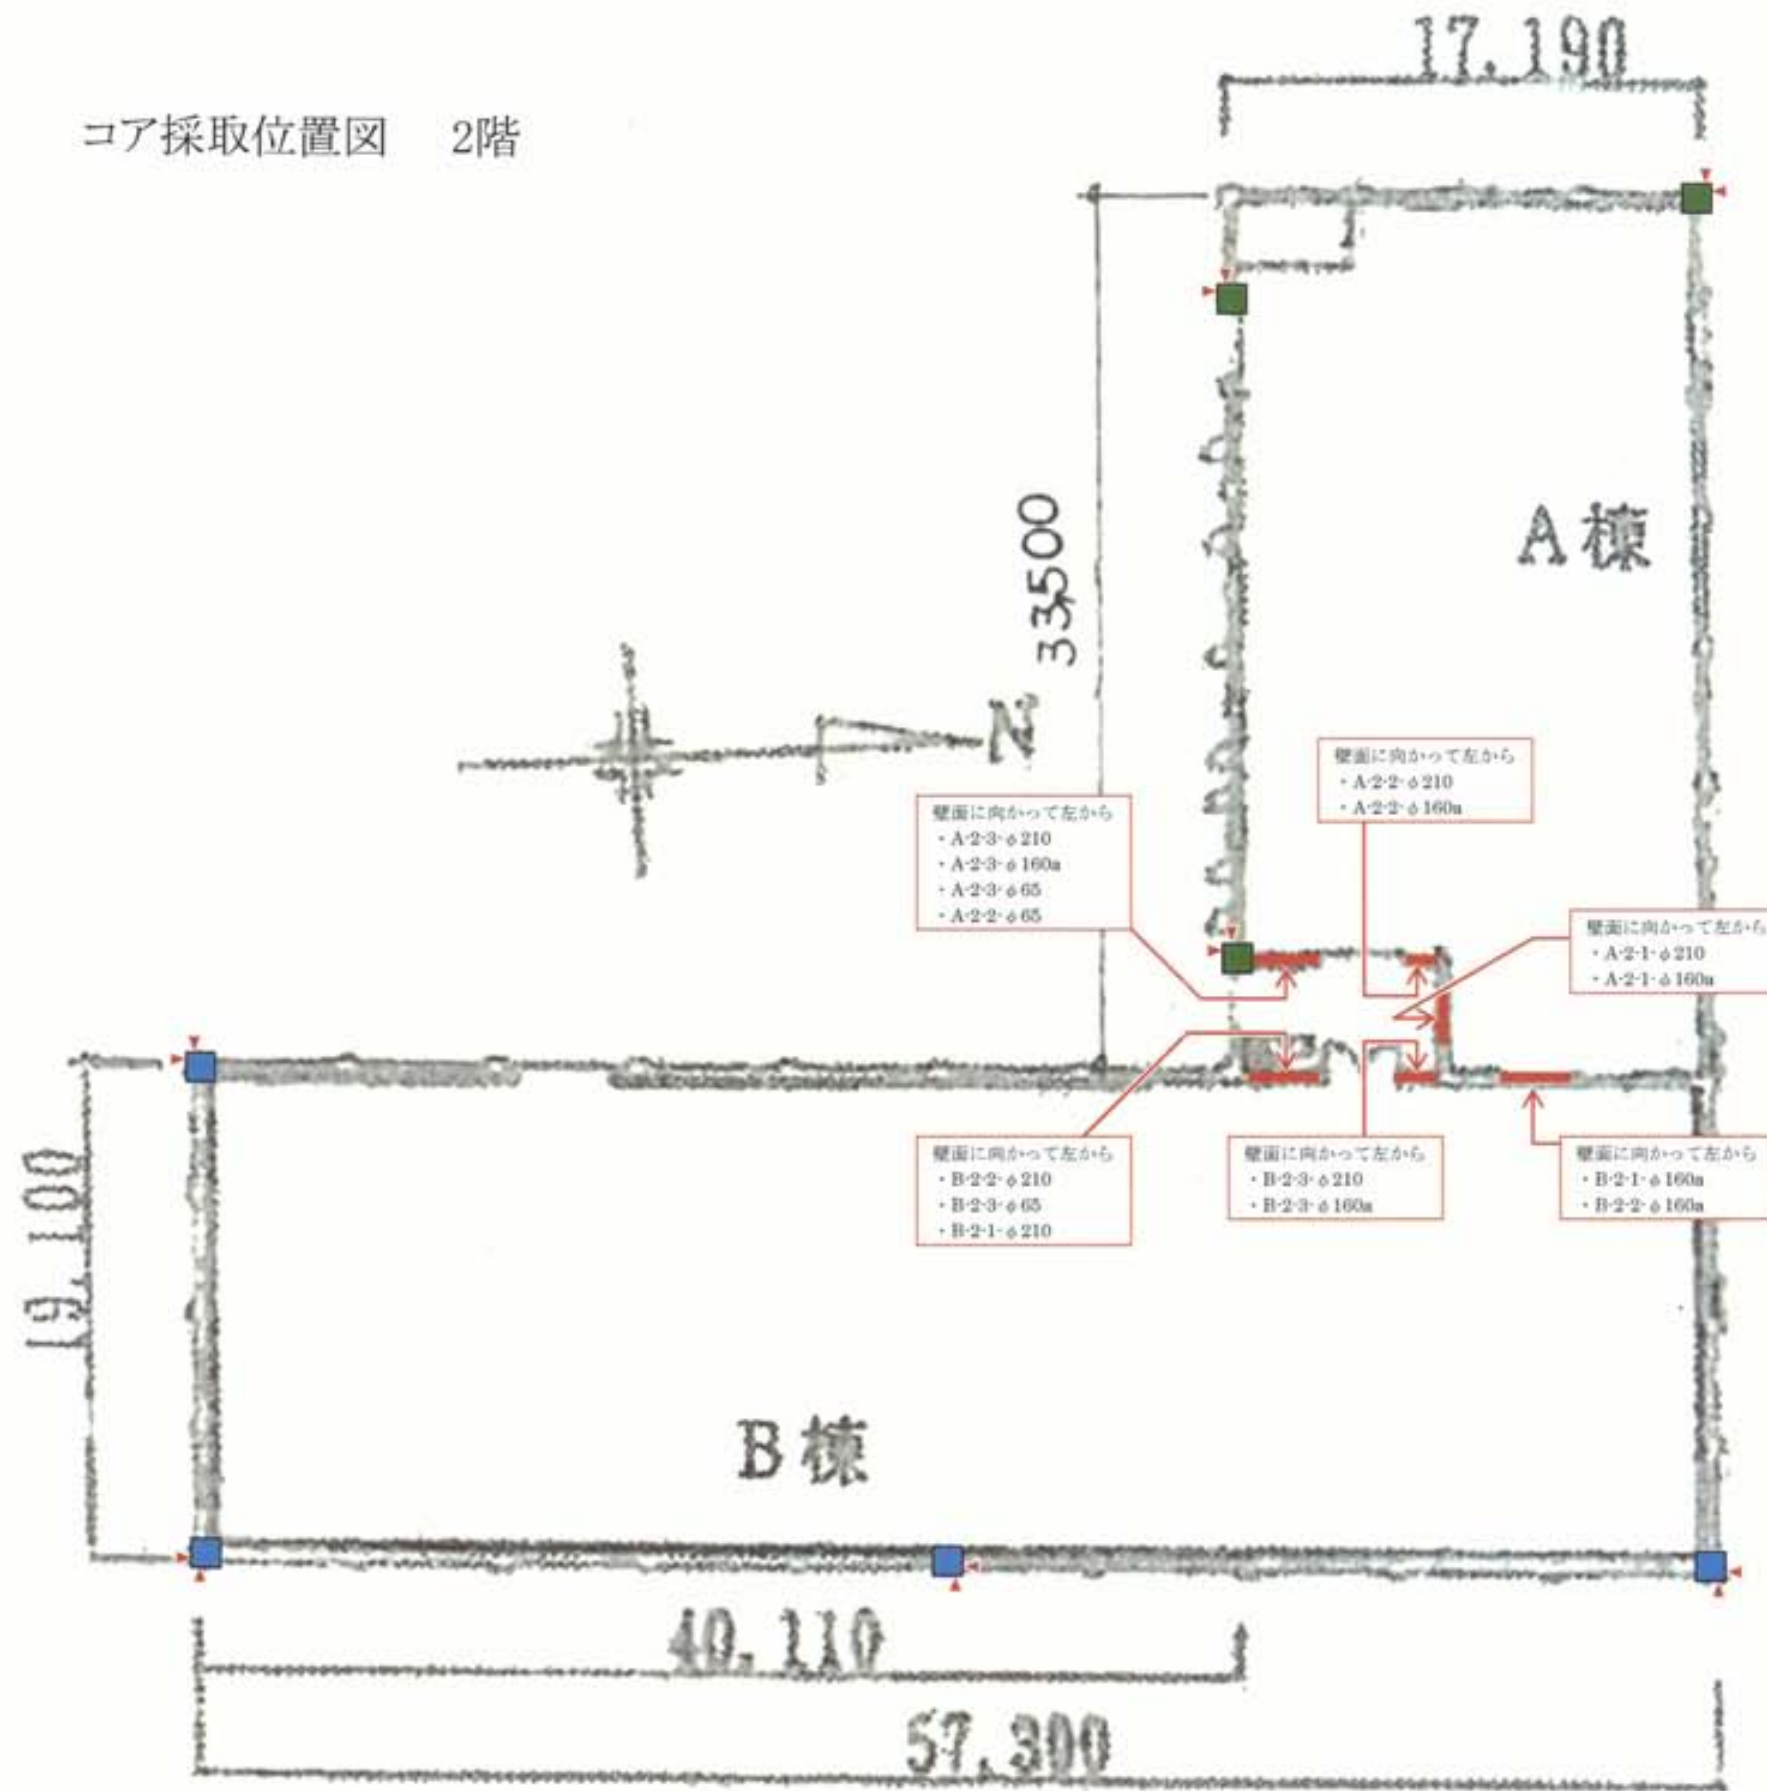 17.190
コア採取位置図 2階
33,500
A棟
N
壁面に向かって左から
・A-2-2-φ210
・A-2-2-φ160a
壁面に向かって左から
・A-2-3-φ210
・A-2-3-φ160a
・A-2-3-φ65
・A-2-2-φ65
壁面に向かって左から
・A-2-1-φ210
・A-2-1-φ160a
19.100
壁面に向かって左から
・B-2-2-φ210
・B-2-3-φ65
・B-2-1-φ210
壁面に向かって左から
・B-2-3-φ210
・B-2-3-φ160a
壁面に向かって左から
・B-2-1-φ160a
・B-2-2-φ160a
B棟
40.110
57.300